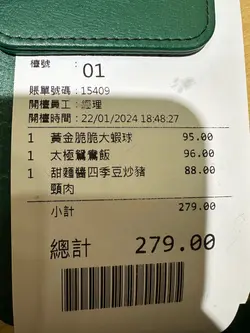 檯號 : 01
賬單號碼 : 15409
開檯員工 : 經理
開檯時間 : 22/01/2024 18:48:27
1 黃金脆脆大蝦球 95.00
1 太極鴛鴦飯 96.00
1 甜麵醬四季豆炒豬頸肉 88.00
小計 279.00
總計 279.00